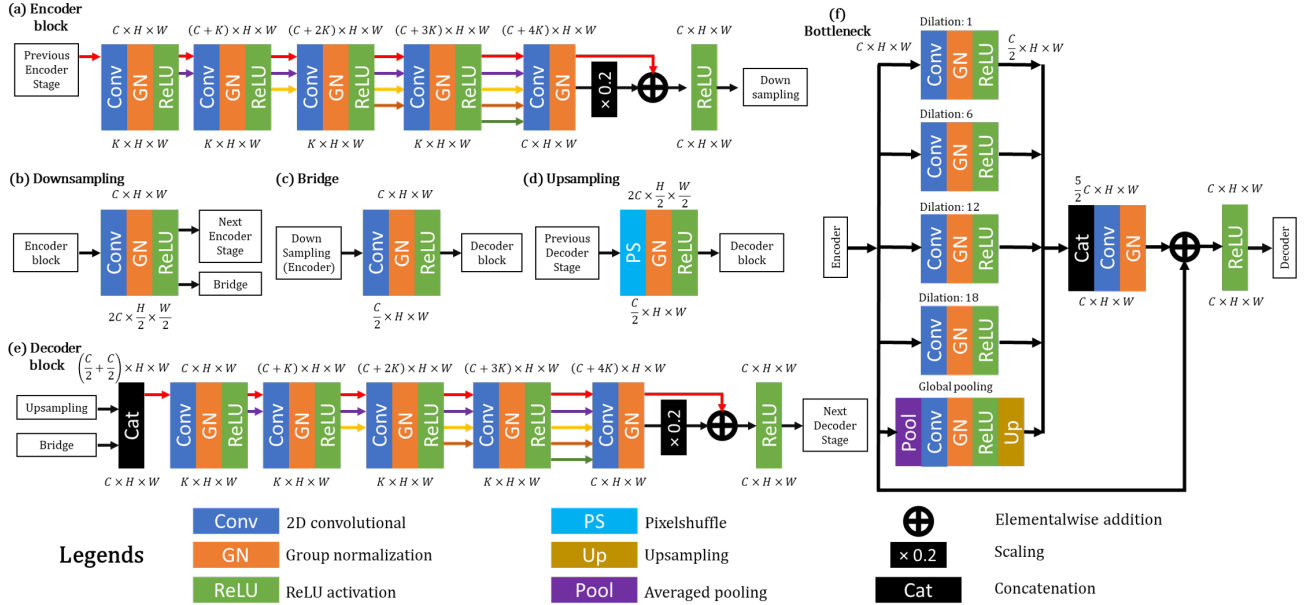 (a) Encoder
block
C × H × W
(C + K) × H × W
(C + 2K) × H × W
(C + 3K) × H × W
(C + 4K) × H × W
C × H × W
Previous
Encoder
Stage
Conv
GN
ReLU
Conv
GN
ReLU
Conv
GN
ReLU
Conv
GN
ReLU
Conv
GN
× 0.2
ReLU
Down
sampling
K × H × W
K × H × W
K × H × W
K × H × W
C × H × W
C × H × W
(b) Downsampling
C × H × W
Encoder
block
Conv
GN
ReLU
Next
Encoder
Stage
Bridge
2C × H/2 × W/2
(c) Bridge
C × H × W
Down
Sampling
(Encoder)
Conv
GN
ReLU
Decoder
block
C/2 × H × W
(d) Upsampling
2C × H/2 × W/2
Previous
Decoder
Stage
PS
GN
ReLU
Decoder
block
C/2 × H × W
(e) Decoder
block
(C/2 + C/2) × H × W
C × H × W
(C + K) × H × W
(C + 2K) × H × W
(C + 3K) × H × W
(C + 4K) × H × W
C × H × W
Upsampling
Bridge
Cat
Conv
GN
ReLU
Conv
GN
ReLU
Conv
GN
ReLU
Conv
GN
ReLU
Conv
GN
× 0.2
ReLU
Next
Decoder
Stage
C × H × W
K × H × W
K × H × W
K × H × W
K × H × W
C × H × W
C × H × W
(f)
Bottleneck
Encoder
C × H × W
Dilation: 1
Conv
GN
ReLU
C/2 × H × W
Dilation: 6
Conv
GN
ReLU
Dilation: 12
Conv
GN
ReLU
Dilation: 18
Conv
GN
ReLU
Global pooling
Pool
Conv
GN
ReLU
Up
5/2 C × H × W
Cat
Conv
GN
C × H × W
C × H × W
ReLU
C × H × W
Decoder
Legends
Conv
2D convolutional
GN
Group normalization
ReLU
ReLU activation
PS
Pixelshuffle
Up
Upsampling
Pool
Averaged pooling
Elementalwise addition
× 0.2
Scaling
Cat
Concatenation